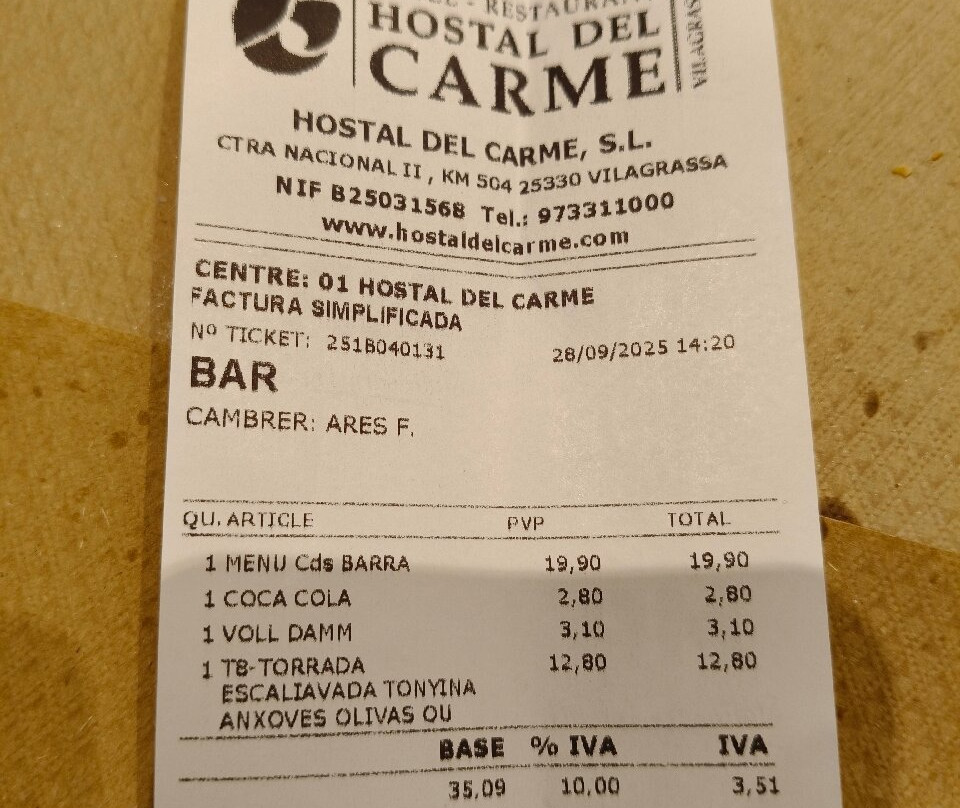 RESTAURANT
HOSTAL DEL
CARME
VILAGRASSA
HOSTAL DEL CARME, S.L.
CTRA NACIONAL II , KM 504 25330 VILAGRASSA
NIF B25031568 Tel.: 973311000
www.hostaldelcarme.com
CENTRE: 01 HOSTAL DEL CARME
FACTURA SIMPLIFICADA
Nº TICKET: 251B040131 28/09/2025 14:20
BAR
CAMBRER: ARES F.
QU. ARTICLE PVP TOTAL
1 MENU Cds BARRA 19,90 19,90
1 COCA COLA 2,80 2,80
1 VOLL DAMM 3,10 3,10
1 T8-TORRADA 12,80 12,80
ESCALIAVADA TONYINA
ANXOVES OLIVAS OU
BASE % IVA IVA
35,09 10,00 3,51